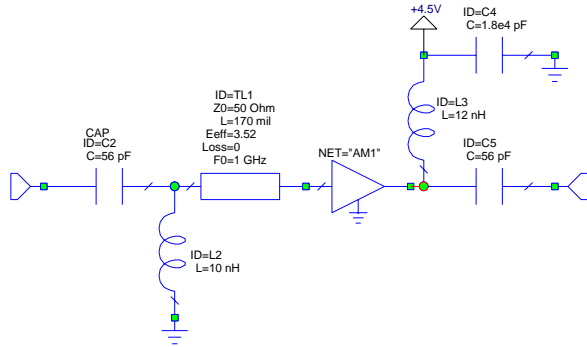 +4.5V
ID=C4
C=1.8e4 pF
ID=TL1
Z0=50 Ohm
L=170 mil
Eeff=3.52
Loss=0
F0=1 GHz
ID=L3
L=12 nH
CAP
ID=C2
C=56 pF
NET="AM1"
ID=C5
C=56 pF
ID=L2
L=10 nH